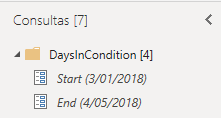 Consultas [7]
DaysInCondition [4]
Start (3/01/2018)
End (4/05/2018)